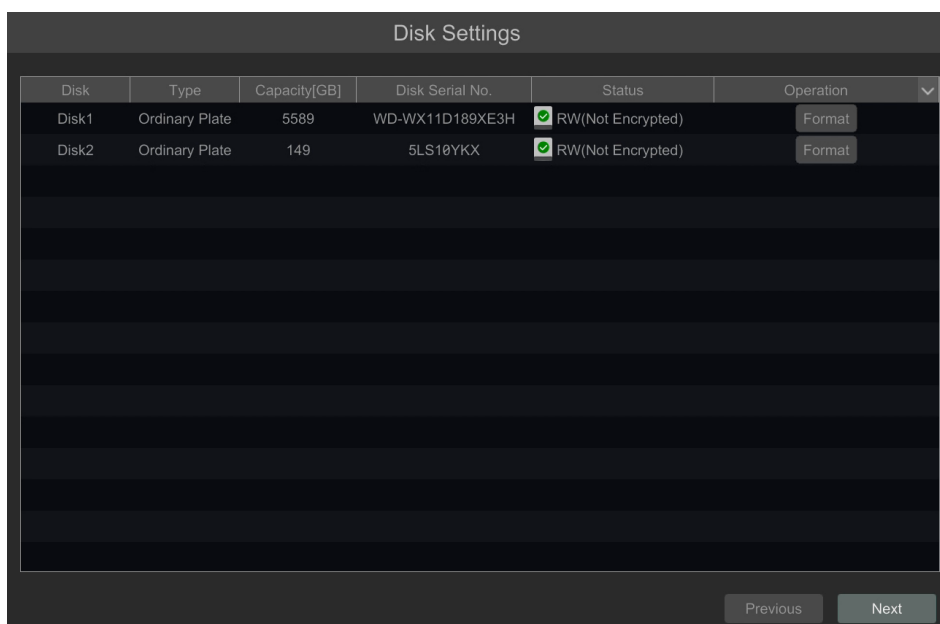 Disk Settings
Disk Type Capacity[GB] Disk Serial No. Status Operation
Disk1 Ordinary Plate 5589 WD-WX11D189XE3H RW(Not Encrypted) Format
Disk2 Ordinary Plate 149 5LS10YKX RW(Not Encrypted) Format
Previous Next